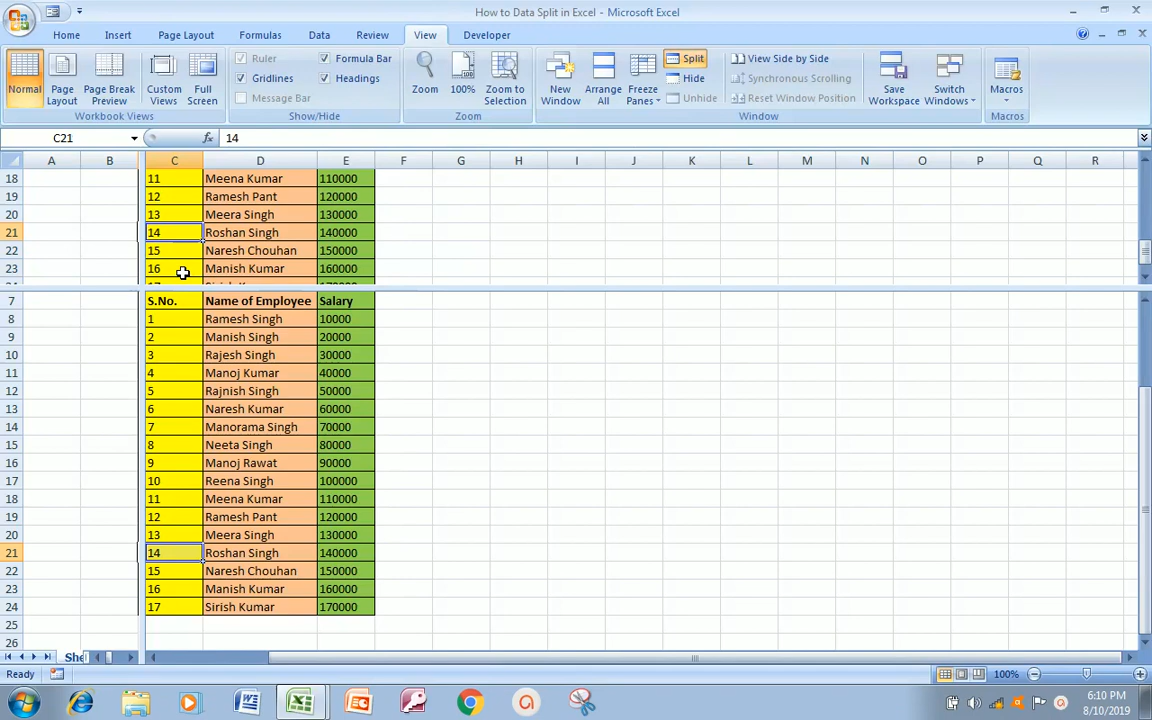 How to Data Split in Excel - Microsoft Excel
Home Insert Page Layout Formulas Data Review View Developer
Normal
Page Layout
Page Break Preview
Custom Views
Full Screen
Workbook Views
Ruler
Gridlines
Message Bar
Formula Bar
Headings
Show/Hide
Zoom
100%
Zoom to Selection
Zoom
New Window
Arrange All
Freeze Panes
Split
Hide
Unhide
View Side by Side
Synchronous Scrolling
Reset Window Position
Window
Save Workspace
Switch Windows
Macros
Macros
C21 fx 14
A B C D E F G H I J K L M N O P Q R
18 11 Meena Kumar 110000
19 12 Ramesh Pant 120000
20 13 Meera Singh 130000
21 14 Roshan Singh 140000
22 15 Naresh Chouhan 150000
23 16 Manish Kumar 160000
7 S.No. Name of Employee Salary
8 1 Ramesh Singh 10000
9 2 Manish Singh 20000
10 3 Rajesh Singh 30000
11 4 Manoj Kumar 40000
12 5 Rajnish Singh 50000
13 6 Naresh Kumar 60000
14 7 Manorama Singh 70000
15 8 Neeta Singh 80000
16 9 Manoj Rawat 90000
17 10 Reena Singh 100000
18 11 Meena Kumar 110000
19 12 Ramesh Pant 120000
20 13 Meera Singh 130000
21 14 Roshan Singh 140000
22 15 Naresh Chouhan 150000
23 16 Manish Kumar 160000
24 17 Sirish Kumar 170000
25
26
She
Ready 100%
6:10 PM
8/10/2019